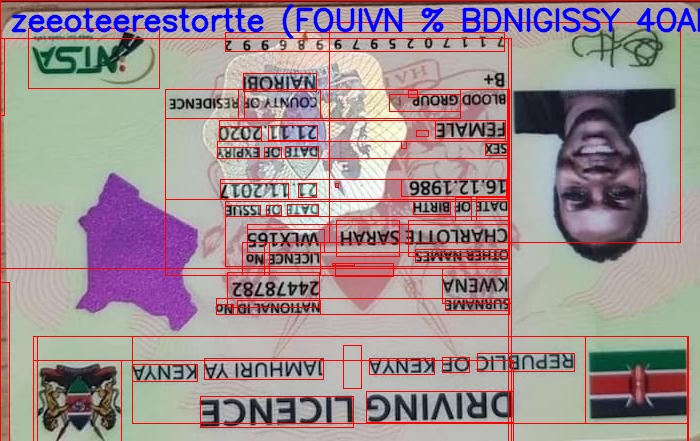 zeeoteerestortte (FOUIVN % BDNIGISSY 40A
DRIVING LICENCE
REPUBLIC OF KENYA JAMHURI YA KENYA
SURNAME NATIONAL ID No
KWENA 24478782
OTHER NAMES LICENCE No
CHARLOTTE SARAH WLX165
DATE OF BIRTH DATE OF ISSUE
16.12.1986 21.11.2017
SEX DATE OF EXPIRY
FEMALE 21.11.2020
BLOOD GROUP COUNTY OF RESIDENCE
B+ NAIROBI
NTSA